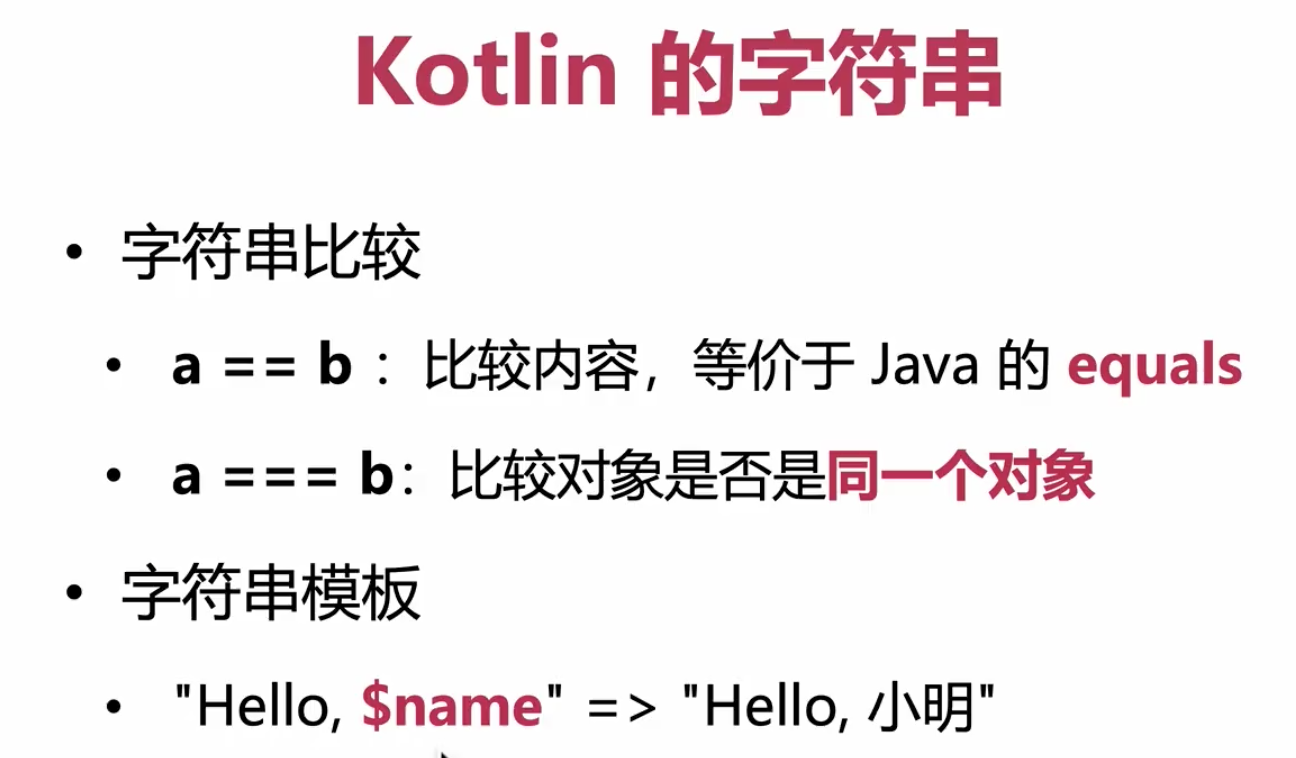 Kotlin 的字符串
• 字符串比较
• a == b ：比较内容，等价于 Java 的 equals
• a === b：比较对象是否是同一个对象
• 字符串模板
• "Hello, $name" => "Hello, 小明"